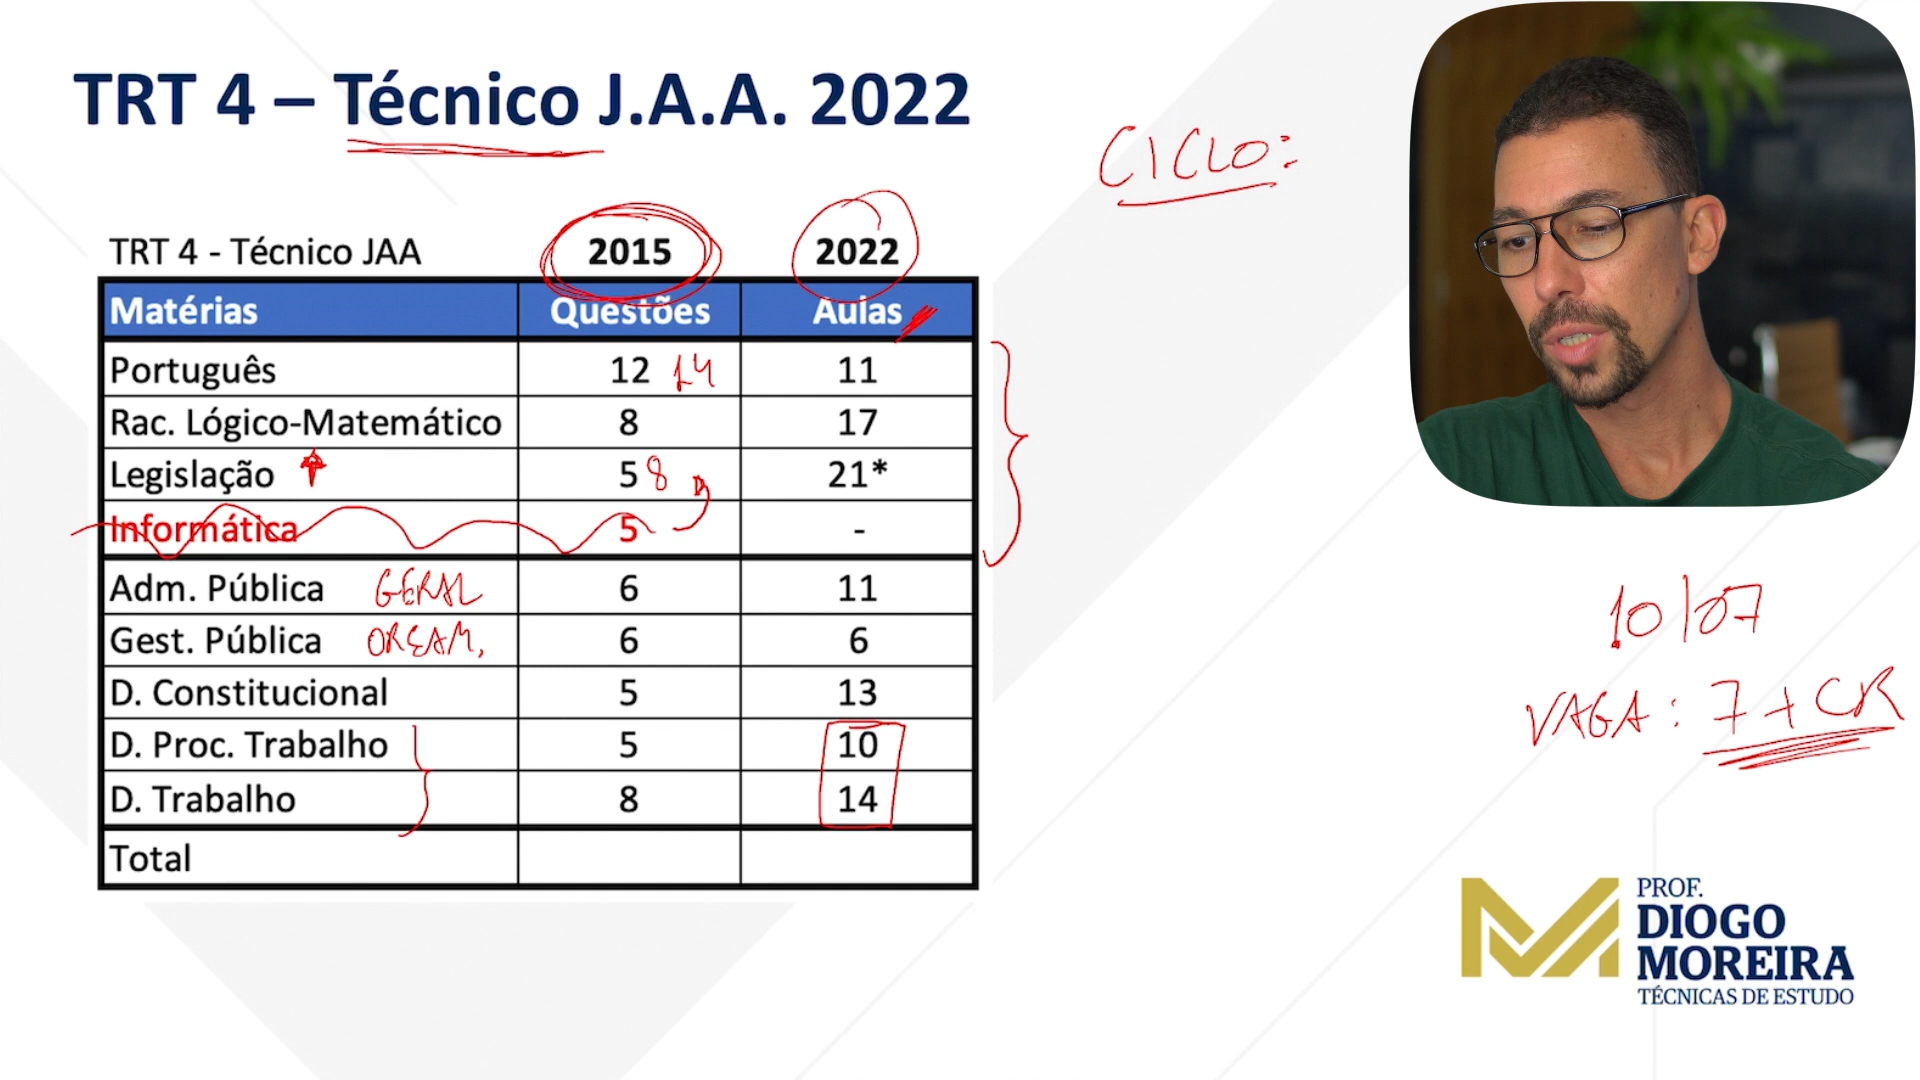 TRT 4 – Técnico J.A.A. 2022
CICLO:
TRT 4 - Técnico JAA 2015 2022
Matérias Questões Aulas
Português 12 14 11
Rac. Lógico-Matemático 8 17
Legislação 5 8 21*
Informática 5 -
Adm. Pública GERAL 6 11
Gest. Pública ORÇAM. 6 6
D. Constitucional 5 13
D. Proc. Trabalho 5 10
D. Trabalho 8 14
Total
10/07
VAGA: 7 + CR
PROF.
DIOGO
MOREIRA
TÉCNICAS DE ESTUDO